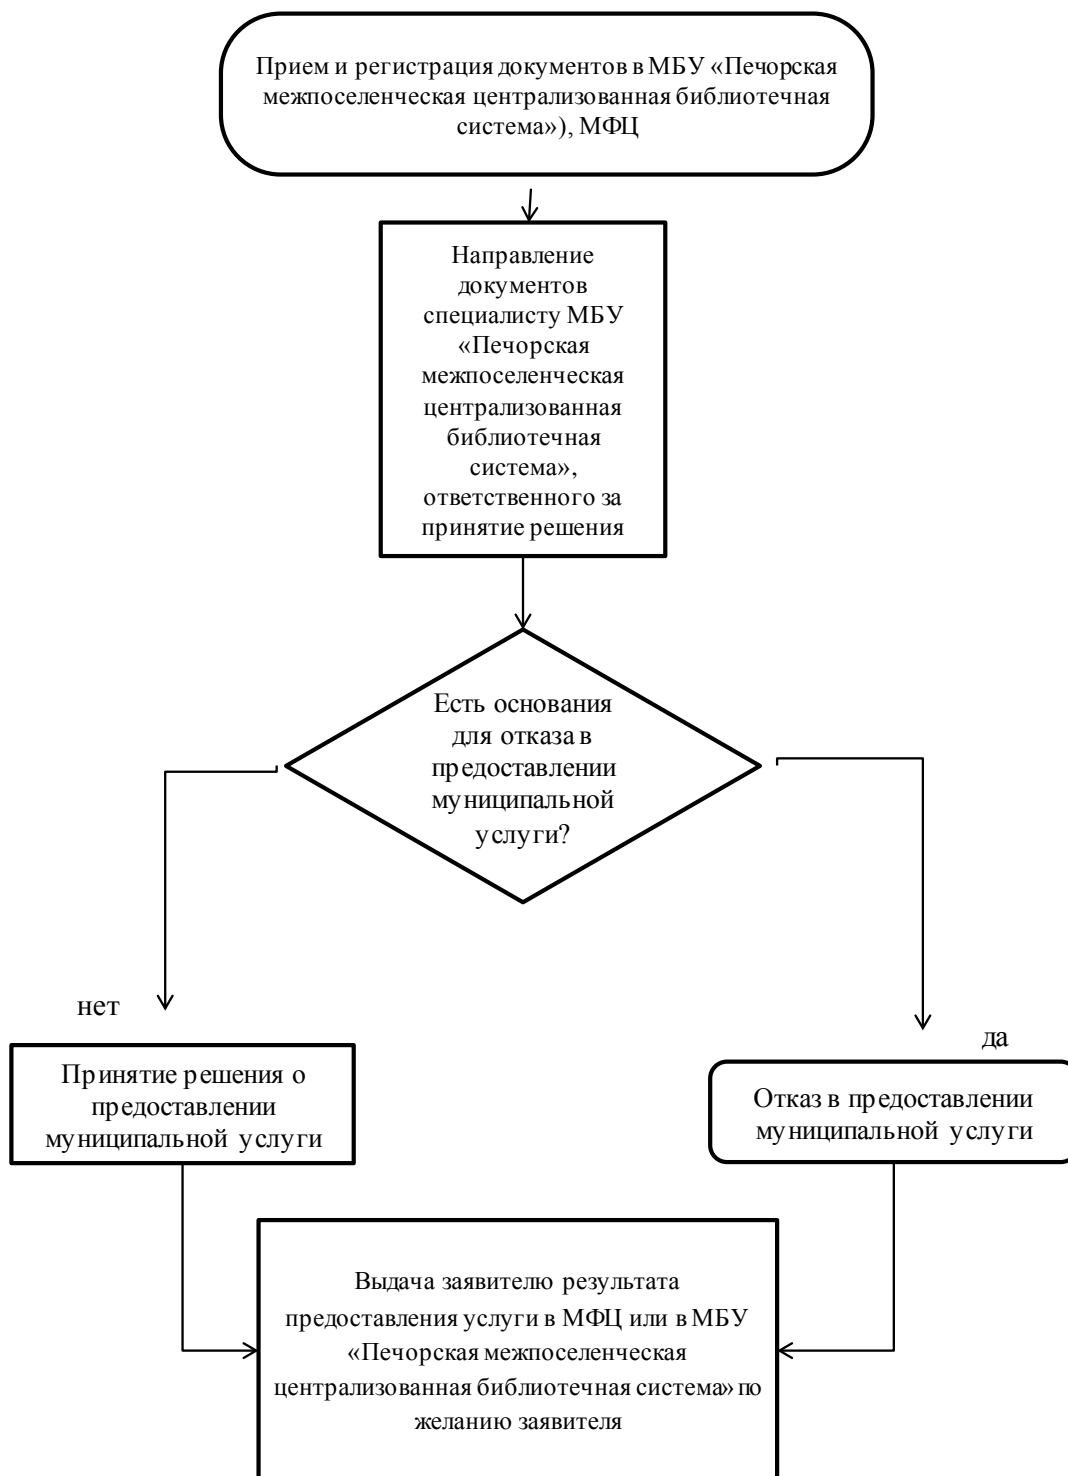 Прием и регистрация документов в МБУ «Печорская
межпоселенческая централизованная библиотечная
система»), МФЦ
Направление
документов
специалисту МБУ
«Печорская
межпоселенческая
централизованная
библиотечная
система»,
ответственного за
принятие решения
Есть основания
для отказа в
предоставлении
муниципальной
услуги?
нет
да
Принятие решения о
предоставлении
муниципальной услуги
Отказ в предоставлении
муниципальной услуги
Выдача заявителю результата
предоставления услуги в МФЦ или в МБУ
«Печорская межпоселенческая
централизованная библиотечная система» по
желанию заявителя